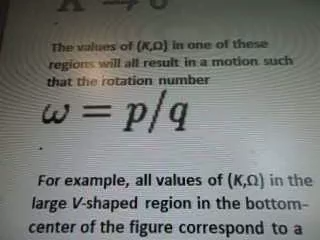 The values of (K,Ω) in one of these
regions will all result in a motion such
that the rotation number
ω = p/q
.
For example, all values of (K,Ω) in the
large V-shaped region in the bottom-
center of the figure correspond to a